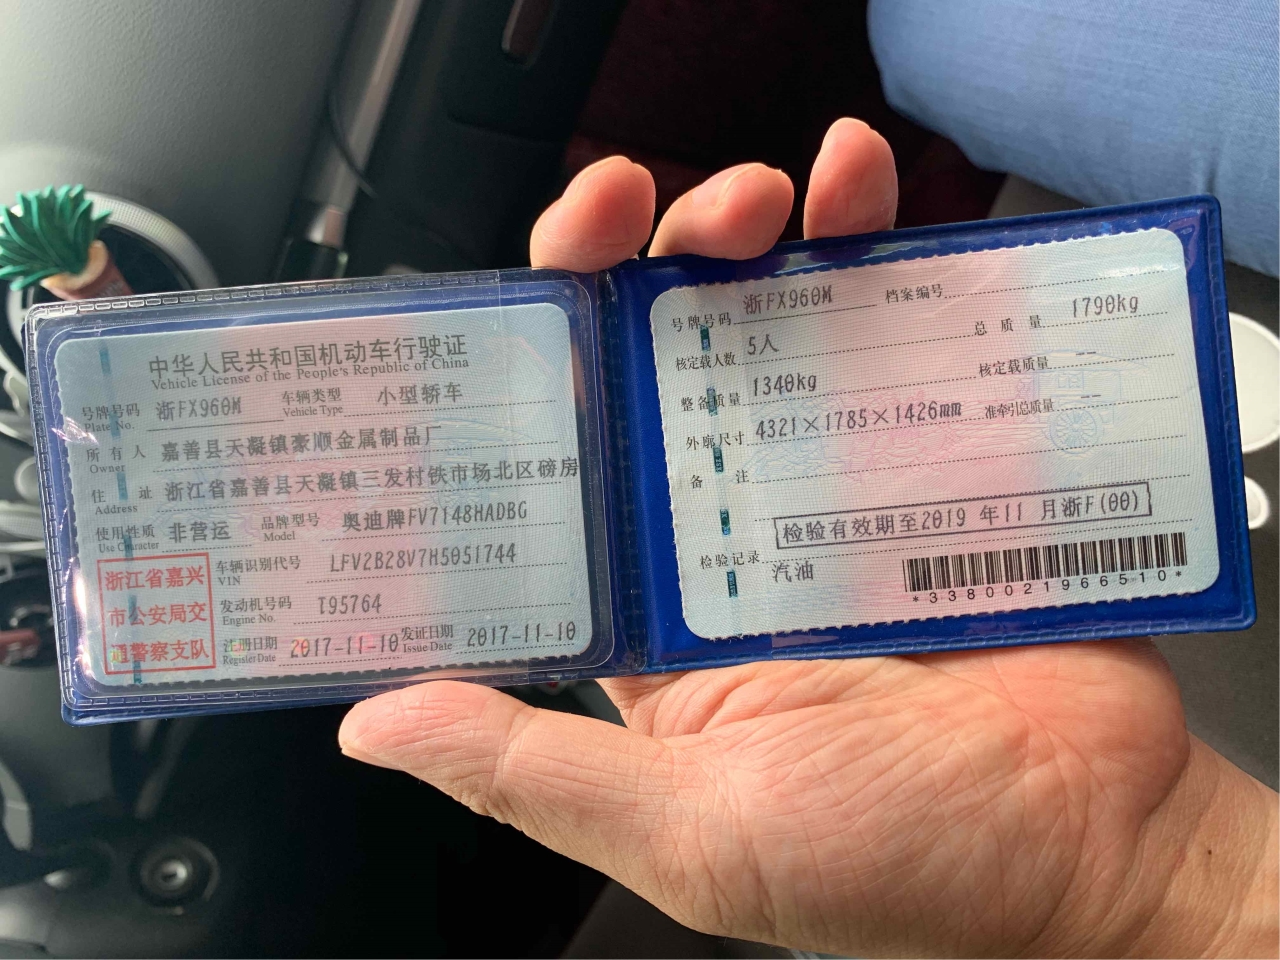 中华人民共和国机动车行驶证
Vehicle License of the People's Republic of China
号牌号码 浙FX960M 车辆类型 小型轿车
Plate No. Vehicle Type
所有人 嘉善县天凝镇豪顺金属制品厂
Owner
住址 浙江省嘉善县天凝镇三发村铁市场北区磅房
Address
使用性质 非营运 品牌型号 奥迪牌FV7148HADBG
Use Character Model
浙江省嘉兴
市公安局交
通警察支队
车辆识别代号 LFV2B28V7H5051744
VIN
发动机号码 T95764
Engine No.
注册日期 2017-11-10 发证日期 2017-11-10
Register Date Issue Date
号牌号码 浙FX960M 档案编号
核定载人数 5人 总质量 1790kg
整备质量 1340kg 核定载质量 --
外廓尺寸 4321×1785×1426mm 准牵引总质量 --
备注
检验有效期至2019 年11 月浙F(00)
检验记录
汽油
*3380021966510*